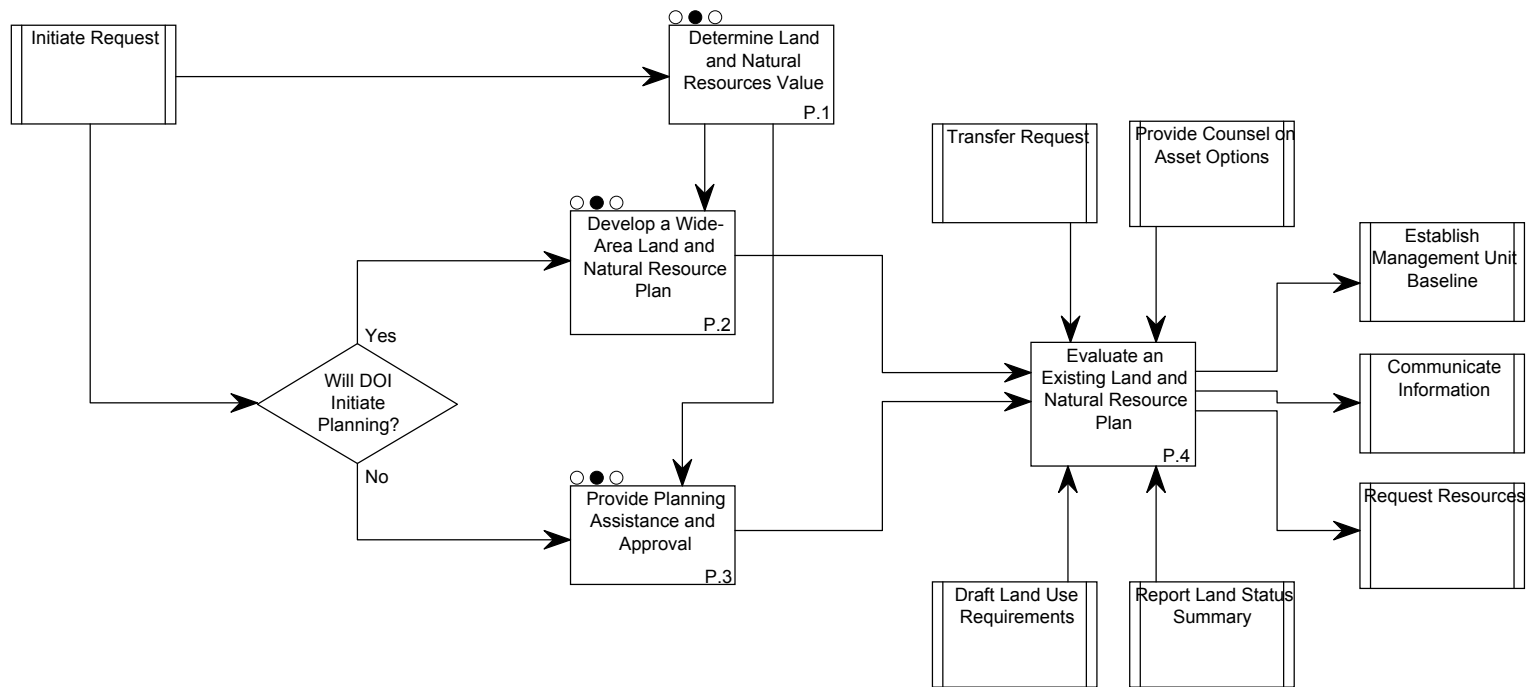 Initiate Request
Determine Land
and Natural
Resources Value
P.1
Transfer Request
Provide Counsel on
Asset Options
Develop a Wide-
Area Land and
Natural Resource
Plan
P.2
Establish
Management Unit
Baseline
Yes
Will DOI
Initiate
Planning?
No
Evaluate an
Existing Land and
Natural Resource
Plan
P.4
Communicate
Information
Provide Planning
Assistance and
Approval
P.3
Request Resources
Draft Land Use
Requirements
Report Land Status
Summary